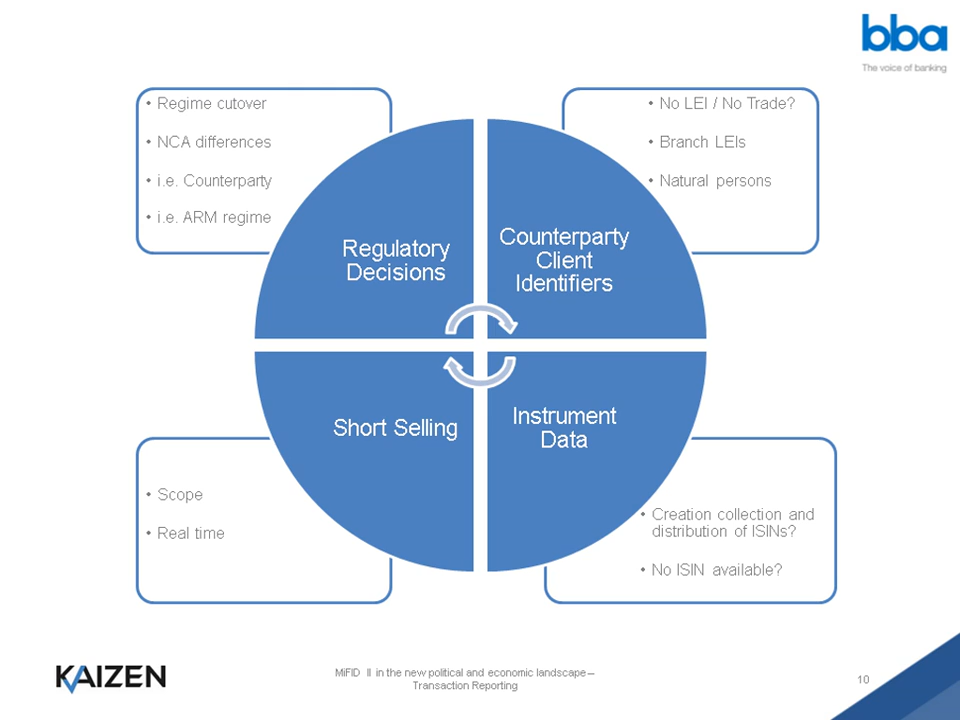 bba
The voice of banking
• Regime cutover
• NCA differences
• i.e. Counterparty
• i.e. ARM regime
• No LEI / No Trade?
• Branch LEIs
• Natural persons
Regulatory
Decisions
Counterparty
Client
Identifiers
Short Selling
Instrument
Data
• Scope
• Real time
• Creation collection and
distribution of ISINs?
• No ISIN available?
KAIZEN
MiFID II in the new political and economic landscape—
Transaction Reporting
10